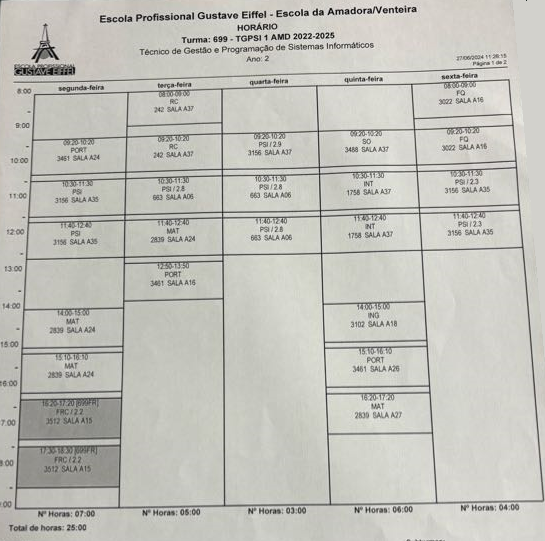 Escola Profissional Gustave Eiffel - Escola da Amadora/Venteira
HORÁRIO
Turma: 699 - TGPSI 1 AMD 2022-2025
Técnico de Gestão e Programação de Sistemas Informáticos
Ano: 2
ESCOLA PROFISSIONAL
GUSTAVE EIFFEL
27/06/2024 11:26:15
Página 1 de 2
segunda-feira terça-feira quarta-feira quinta-feira sexta-feira
8:00
08:00-09:00
RC
242 SALA A37
08:00-09:00
FQ
3022 SALA A16
9:00
09:20-10:20
PORT
3461 SALA A24
09:20-10:20
RC
242 SALA A37
09:20-10:20
PSI / 2.9
3156 SALA A37
09:20-10:20
SO
3488 SALA A37
09:20-10:20
FQ
3022 SALA A16
10:00
10:30-11:30
PSI
3156 SALA A35
10:30-11:30
PSI / 2.8
663 SALA A06
10:30-11:30
PSI / 2.8
663 SALA A06
10:30-11:30
INT
1758 SALA A37
10:30-11:30
PSI / 2.3
3156 SALA A35
11:00
11:40-12:40
PSI
3156 SALA A35
11:40-12:40
MAT
2839 SALA A24
11:40-12:40
PSI / 2.8
663 SALA A06
11:40-12:40
INT
1758 SALA A37
11:40-12:40
PSI / 2.3
3156 SALA A35
12:00
12:50-13:50
PORT
3461 SALA A16
13:00
14:00
14:00-15:00
MAT
2839 SALA A24
14:00-15:00
ING
3102 SALA A18
15:00
15:10-16:10
MAT
2839 SALA A24
15:10-16:10
PORT
3461 SALA A26
16:00
16:20-17:20 [699FR]
FRC / 2.2
3512 SALA A15
16:20-17:20
MAT
2839 SALA A27
7:00
17:30-18:30 [699FR]
FRC / 2.2
3512 SALA A15
8:00
:00
Nº Horas: 07:00 Nº Horas: 05:00 Nº Horas: 03:00 Nº Horas: 06:00 Nº Horas: 04:00
Total de horas: 25:00